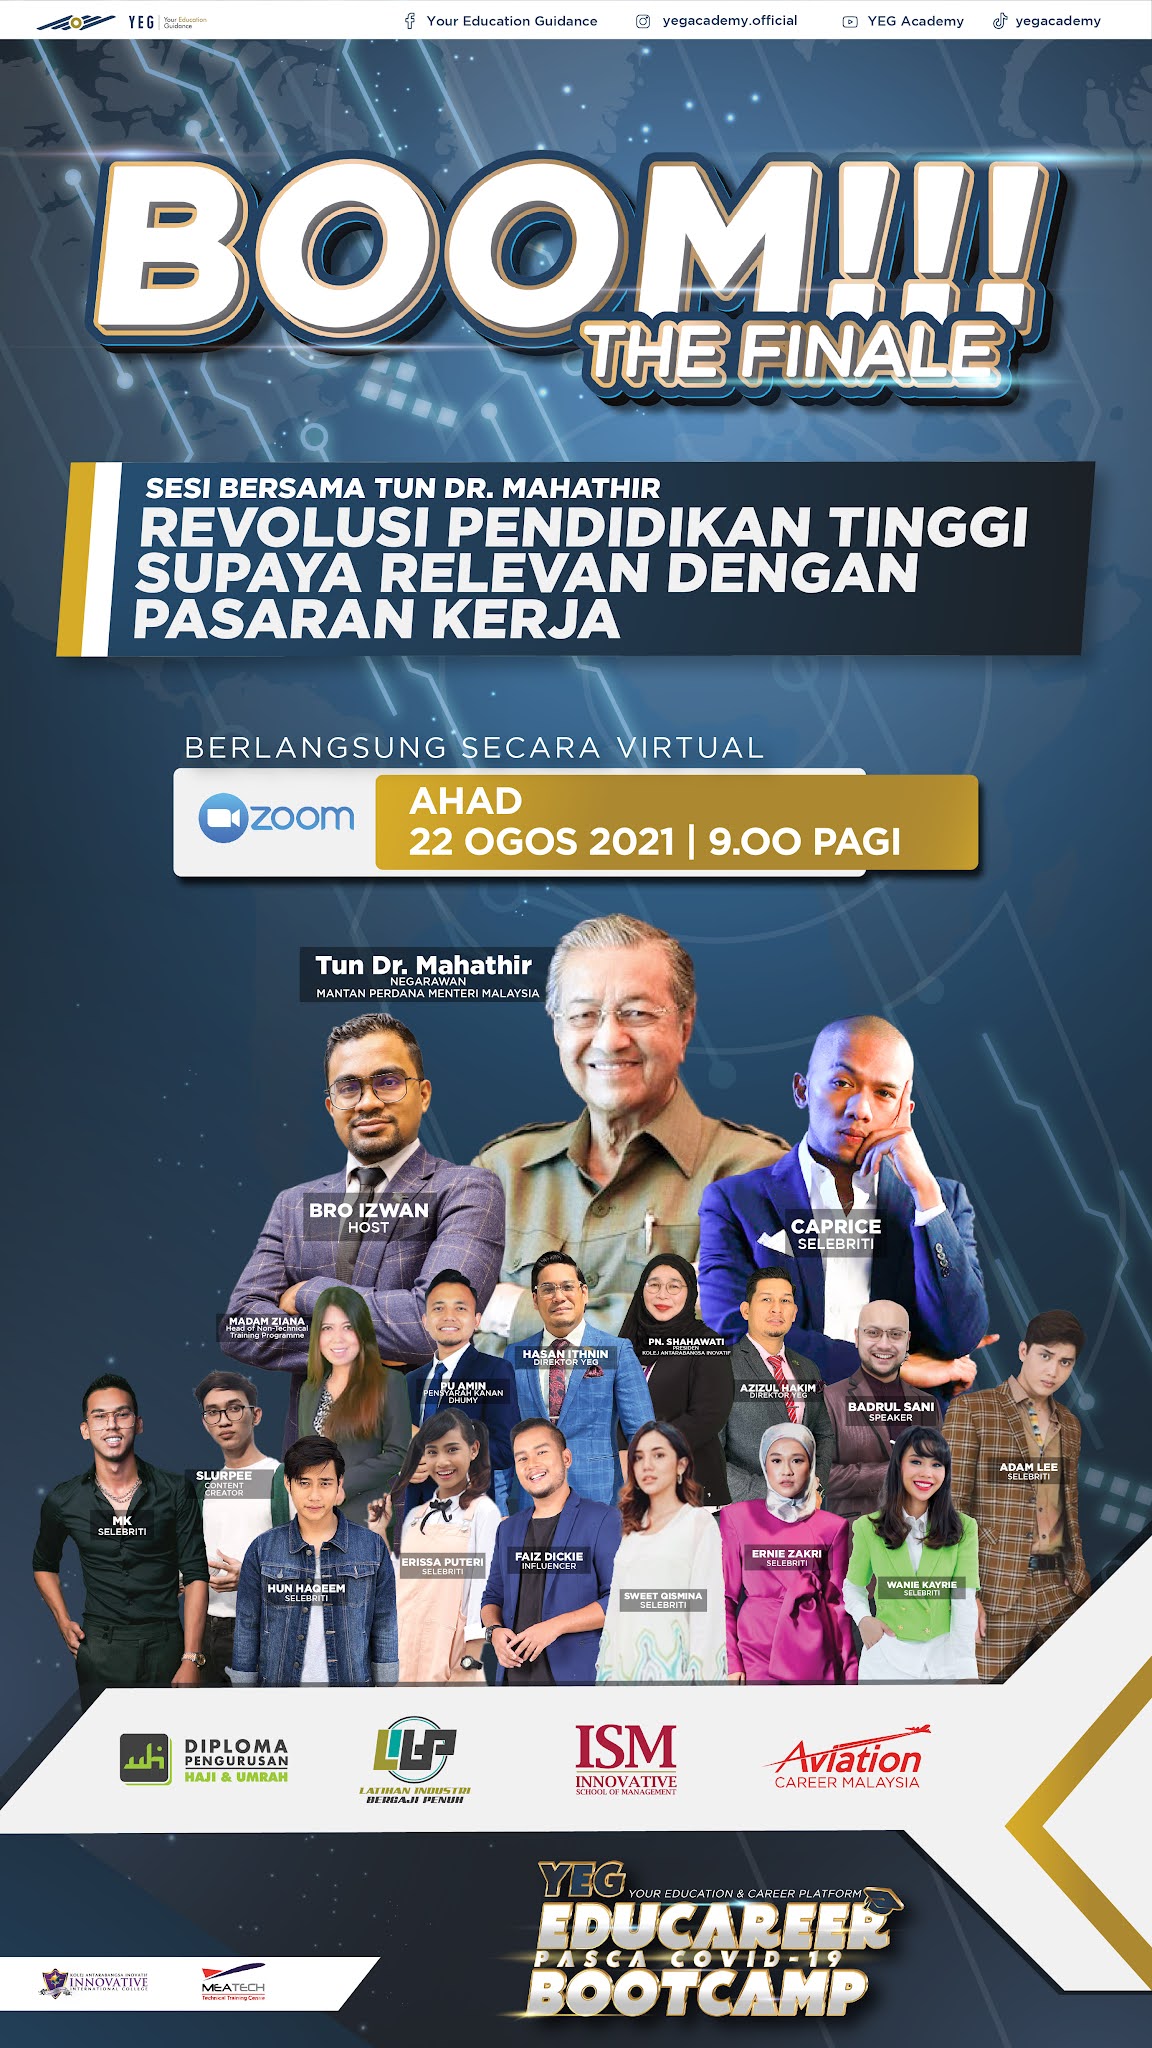 YEG Your Education Guidance
Your Education Guidance
yegacademy.official
YEG Academy
yegacademy
BOOM!!!
THE FINALE
SESI BERSAMA TUN DR. MAHATHIR
REVOLUSI PENDIDIKAN TINGGI
SUPAYA RELEVAN DENGAN
PASARAN KERJA
BERLANGSUNG SECARA VIRTUAL
zoom
AHAD
22 OGOS 2021 | 9.00 PAGI
Tun Dr. Mahathir
NEGARAWAN
MANTAN PERDANA MENTERI MALAYSIA
BRO IZWAN
HOST
CAPRICE
SELEBRITI
MADAM ZIANA
Head of Non-Technical
Training Programme
PU AMIN
PENSYARAH KANAN
DHUMY
HASAN ITHNIN
DIREKTOR YEG
PN. SHAHAWATI
PRESIDEN
KOLEJ ANTARABANGSA INOVATIF
AZIZUL HAKIM
DIREKTOR YEG
BADRUL SANI
SPEAKER
ADAM LEE
SELEBRITI
MK
SELEBRITI
SLURPEE
CONTENT
CREATOR
HUN HAQEEM
SELEBRITI
ERISSA PUTERI
SELEBRITI
FAIZ DICKIE
INFLUENCER
SWEET QISMINA
SELEBRITI
ERNIE ZAKRI
SELEBRITI
WANIE KAYRIE
SELEBRITI
DIPLOMA
PENGURUSAN
HAJI & UMRAH
LATIHAN INDUSTRI
BERGAJI PENUH
ISM
INNOVATIVE
SCHOOL OF MANAGEMENT
Aviation
CAREER MALAYSIA
YEG
YOUR EDUCATION & CAREER PLATFORM
EDUCAREER
PASCA COVID-19
BOOTCAMP
KOLEJ ANTARABANGSA INOVATIF
INNOVATIVE
INTERNATIONAL COLLEGE
MEATECH
Technical Training Centre